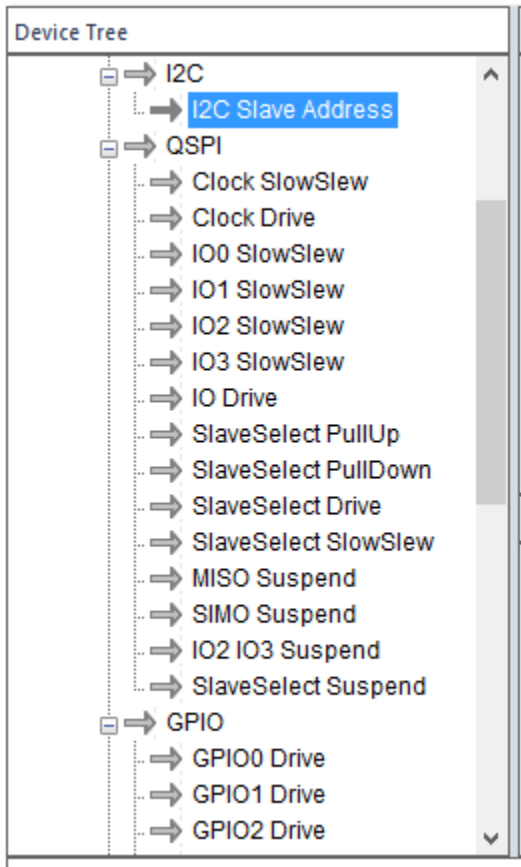 Device Tree
I2C
I2C Slave Address
QSPI
Clock SlowSlew
Clock Drive
IO0 SlowSlew
IO1 SlowSlew
IO2 SlowSlew
IO3 SlowSlew
IO Drive
SlaveSelect PullUp
SlaveSelect PullDown
SlaveSelect Drive
SlaveSelect SlowSlew
MISO Suspend
SIMO Suspend
IO2 IO3 Suspend
SlaveSelect Suspend
GPIO
GPIO0 Drive
GPIO1 Drive
GPIO2 Drive